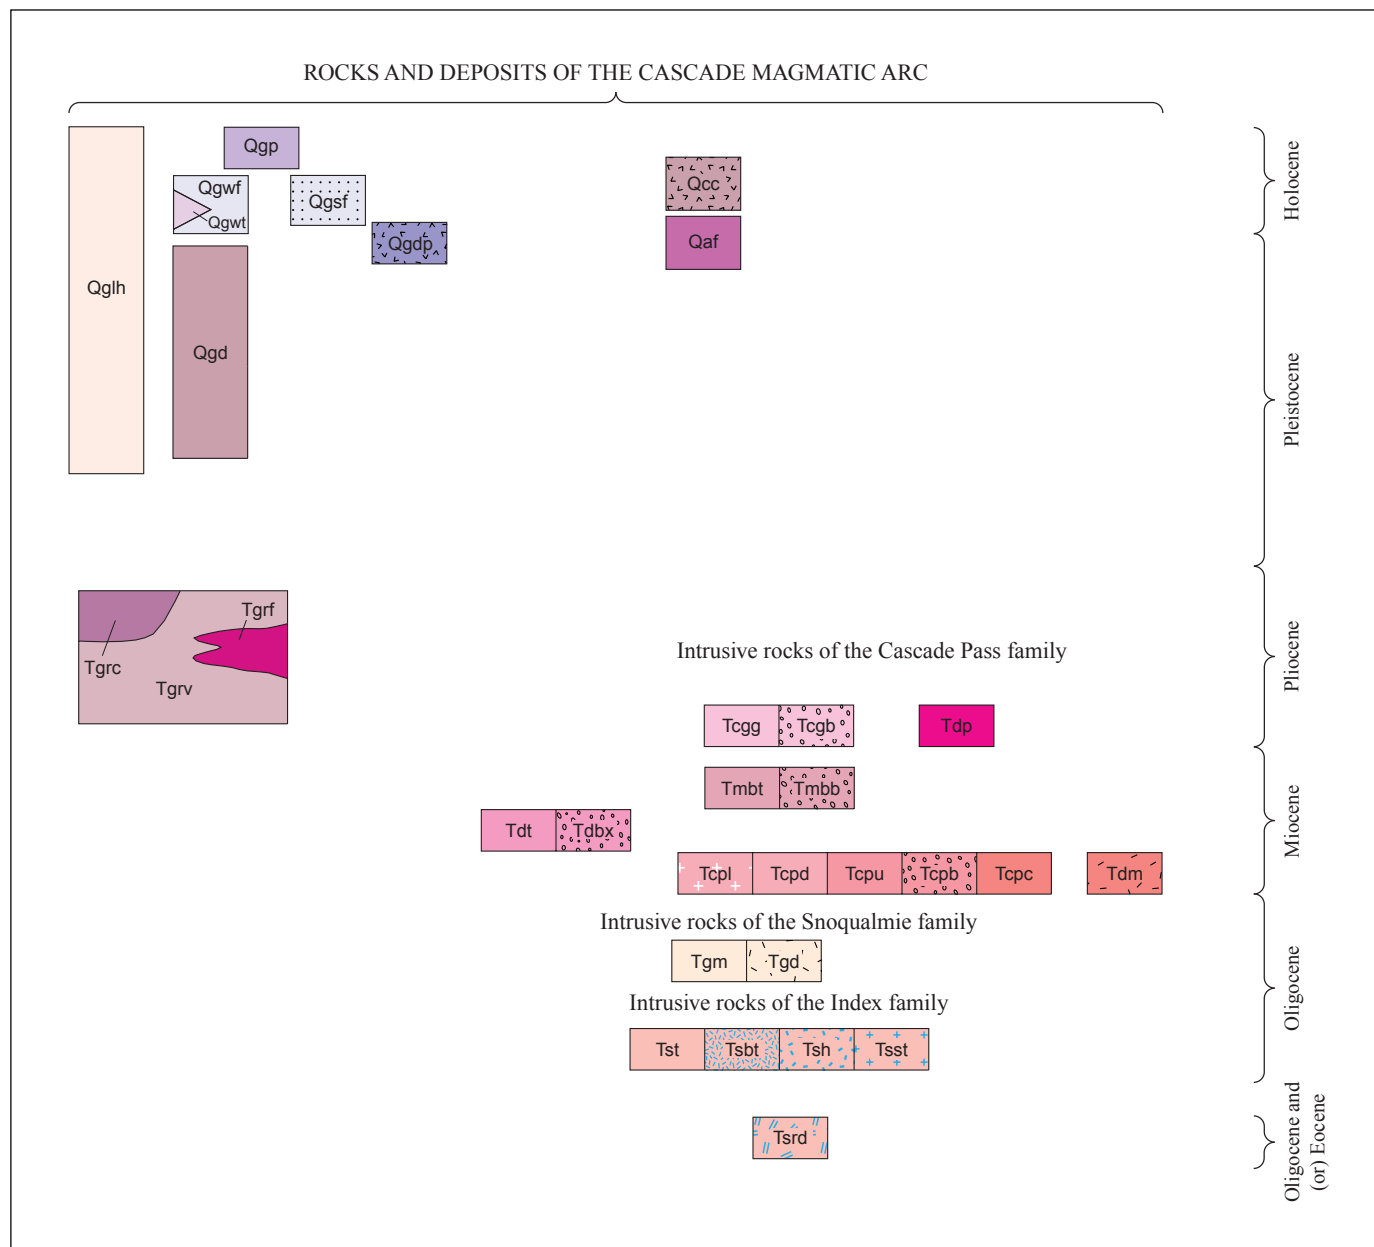 ROCKS AND DEPOSITS OF THE CASCADE MAGMATIC ARC
Qgp
Qgwf
Qgwt
Qgsf
Qgdp
Qcc
Qaf
Qglh
Qgd
Holocene
Pleistocene
Tgrf
Tgrc
Tgrv
Intrusive rocks of the Cascade Pass family
Tcgg
Tcgb
Tdp
Pliocene
Tmbt
Tmbb
Tdt
Tdbx
Tcpl
Tcpd
Tcpu
Tcpb
Tcpc
Tdm
Miocene
Intrusive rocks of the Snoqualmie family
Tgm
Tgd
Intrusive rocks of the Index family
Tst
Tsbt
Tsh
Tsst
Oligocene
Tsrd
Oligocene and
(or) Eocene